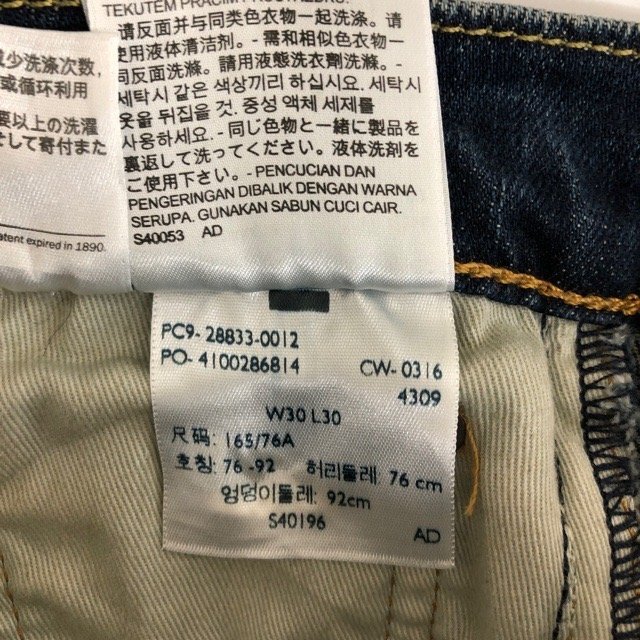 减少洗涤次数,
或循环利用
要以上の洗濯
そして寄付また
patent expired in 1890.
TEKUTEM PRACÍM
请反面并与同类色衣物一起洗涤。请
使用液体清洁剂。- 需和相似色衣物一
同反面洗滌。請用液態洗衣劑洗滌。-
세탁시 같은 색상끼리 하십시요. 세탁시
옷을 뒤집을 것. 중성 액체 세제를
사용하세요. - 同じ色物と一緒に製品を
裏返して洗ってください。液体洗剤を
ご使用下さい。- PENCUCIAN DAN
PENGERINGAN DIBALIK DENGAN WARNA
SERUPA. GUNAKAN SABUN CUCI CAIR.
S40053 AD
PC9- 28833-0012
PO- 4100286814 CW- 0316
4309
W30 L30
尺码: 165/76A
호칭: 76 -92 허리둘레: 76 cm
엉덩이둘레: 92cm
S40196 AD